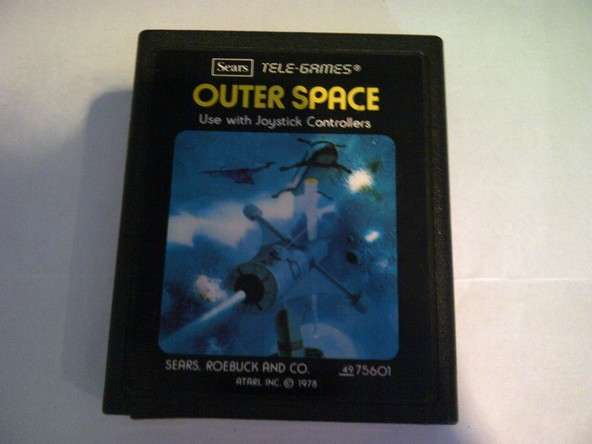 Sears TELE-GAMES®
OUTER SPACE
Use with Joystick Controllers
SEARS, ROEBUCK AND CO. 49 75601
ATARI, INC. © 1978